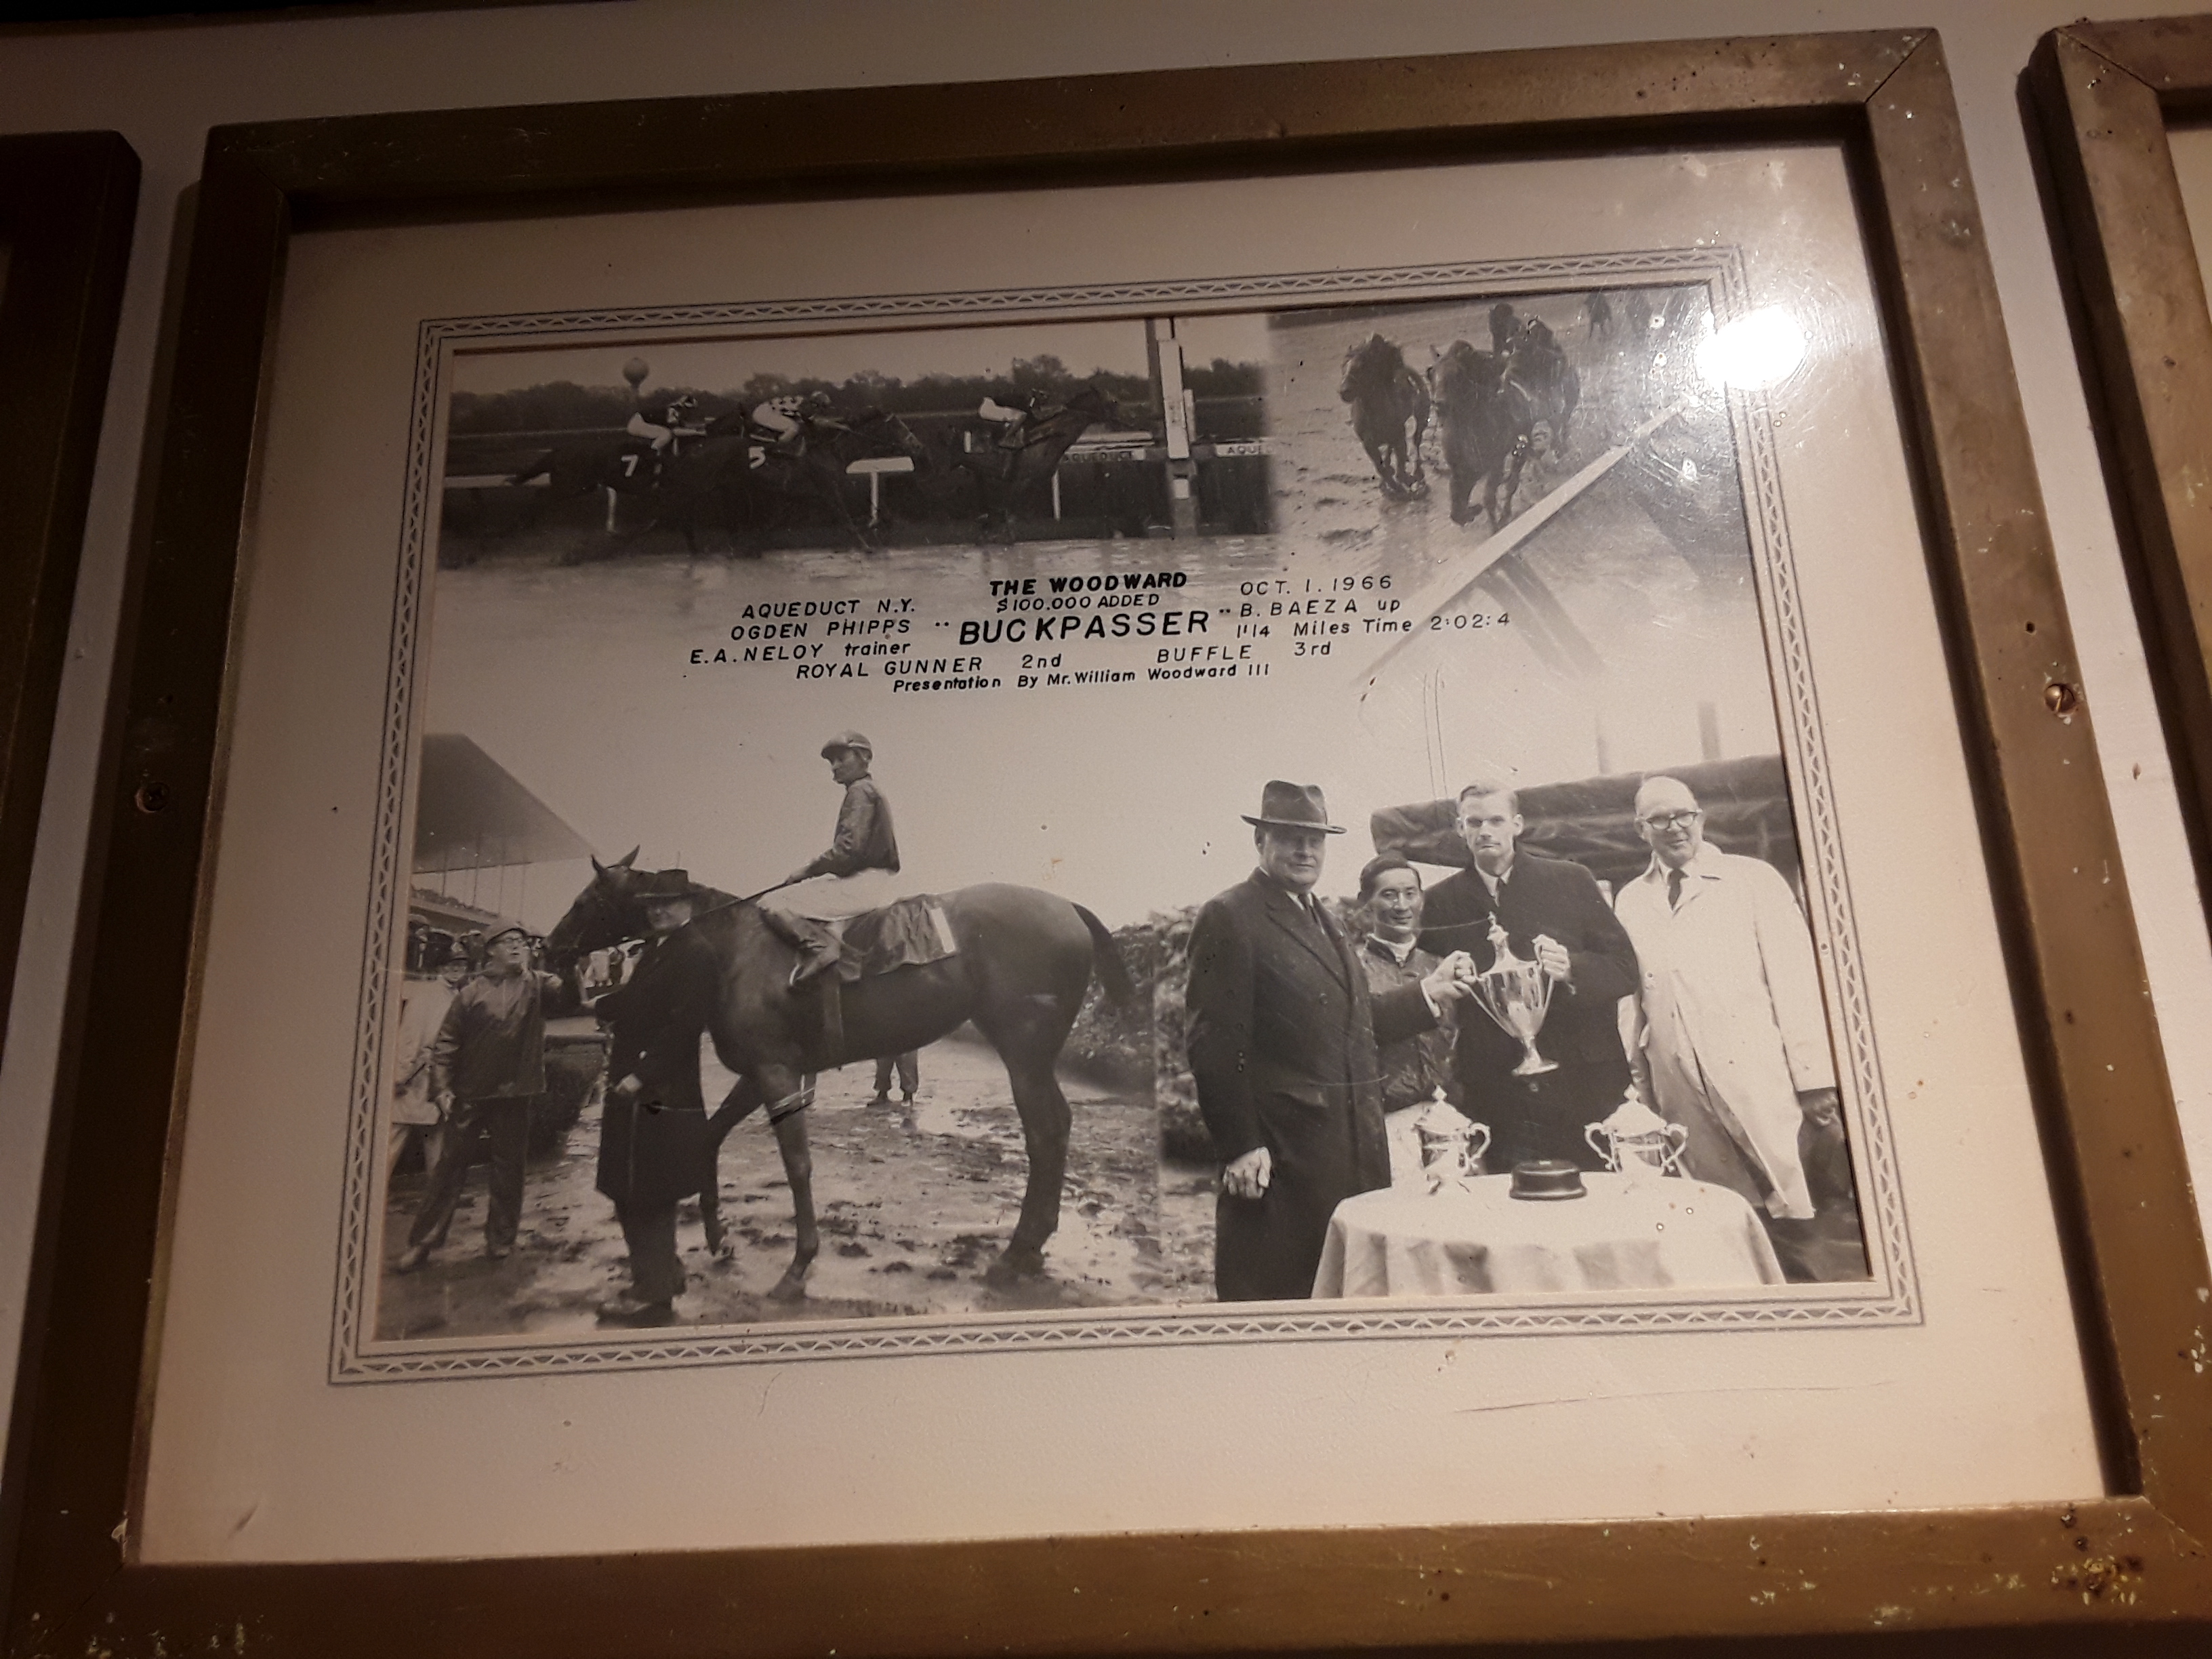 7
5
AQUEDUCT
AQUE
THE WOODWARD OCT. 1. 1966
AQUEDUCT N.Y. $100.000 ADDED B. BAEZA up
OGDEN PHIPPS "BUCKPASSER" 1 1/4 Miles Time 2:02:4
E.A. NELOY trainer
ROYAL GUNNER 2nd BUFFLE 3rd
Presentation By Mr. William Woodward III